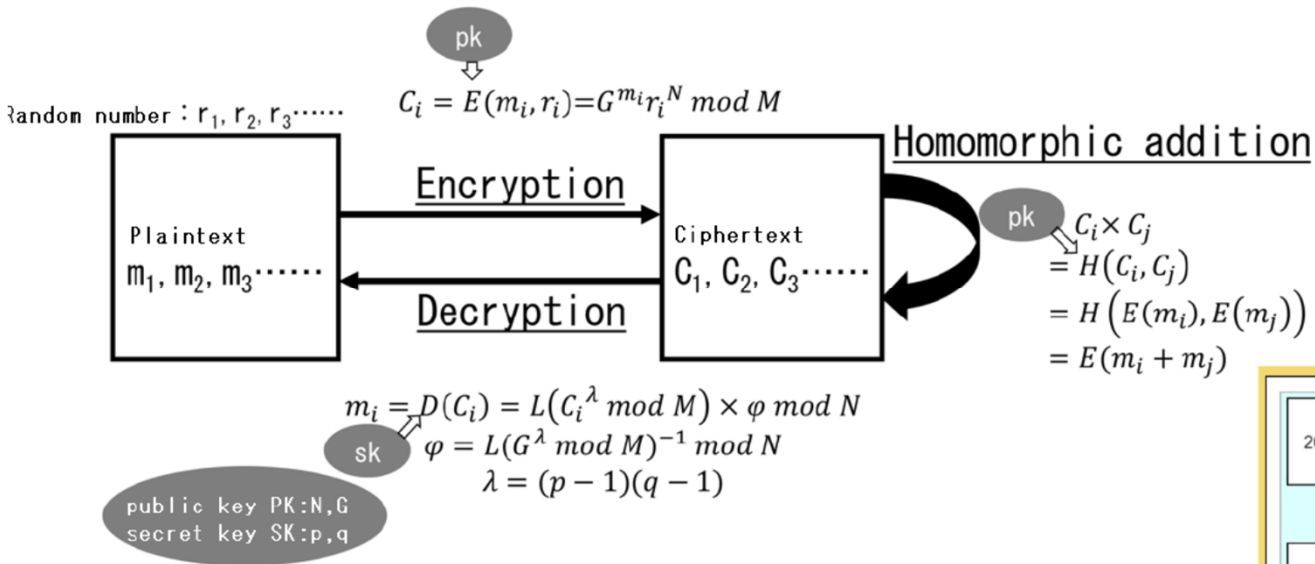 pk
C_i = E(m_i, r_i)=G^{m_i}r_i^N mod M
Random number：r_1, r_2, r_3……
Homomorphic addition
Encryption
pk
Plaintext
m_1, m_2, m_3……
Ciphertext
C_1, C_2, C_3……
C_i × C_j
= H(C_i, C_j)
= H(E(m_i), E(m_j))
= E(m_i + m_j)
Decryption
m_i = D(C_i) = L(C_i^λ mod M) × φ mod N
sk
φ = L(G^λ mod M)^{-1} mod N
λ = (p − 1)(q − 1)
public key PK:N,G
secret key SK:p,q